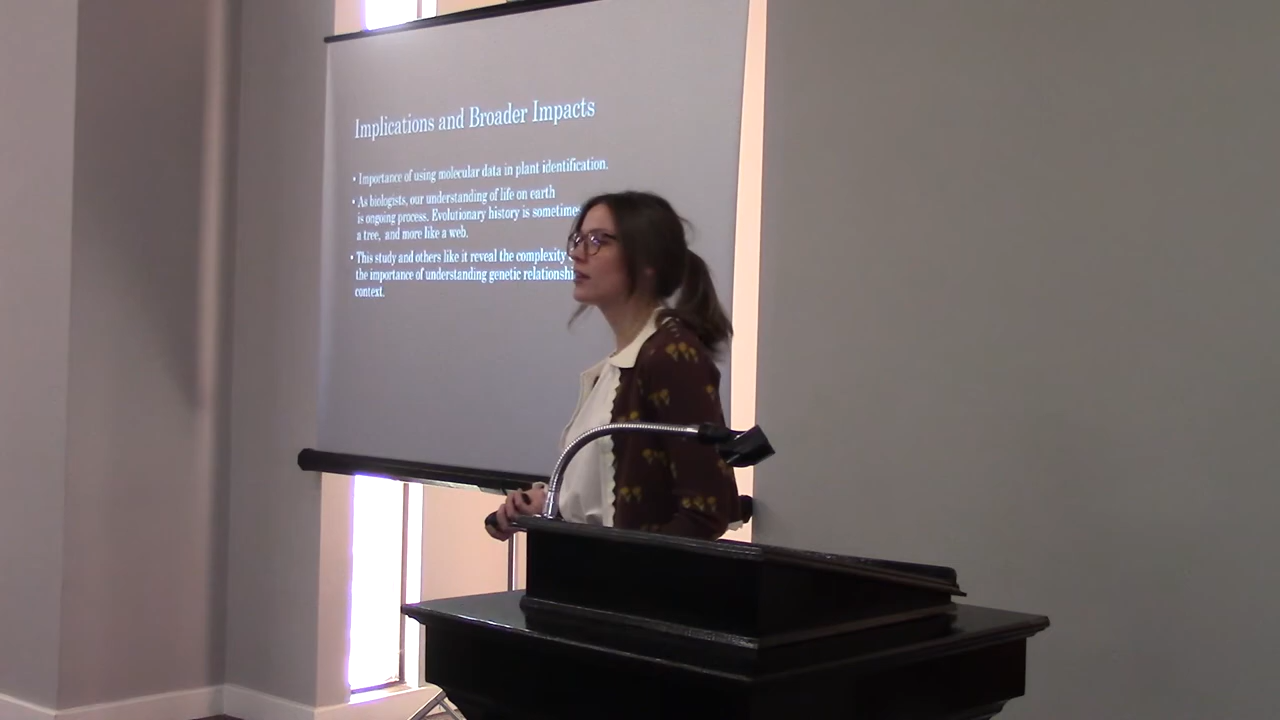 Implications and Broader Impacts
• Importance of using molecular data in plant identification.
• As biologists, our understanding of life on earth
is ongoing process. Evolutionary history is sometimes
a tree, and more like a web.
• This study and others like it reveal the complexity
the importance of understanding genetic
context.